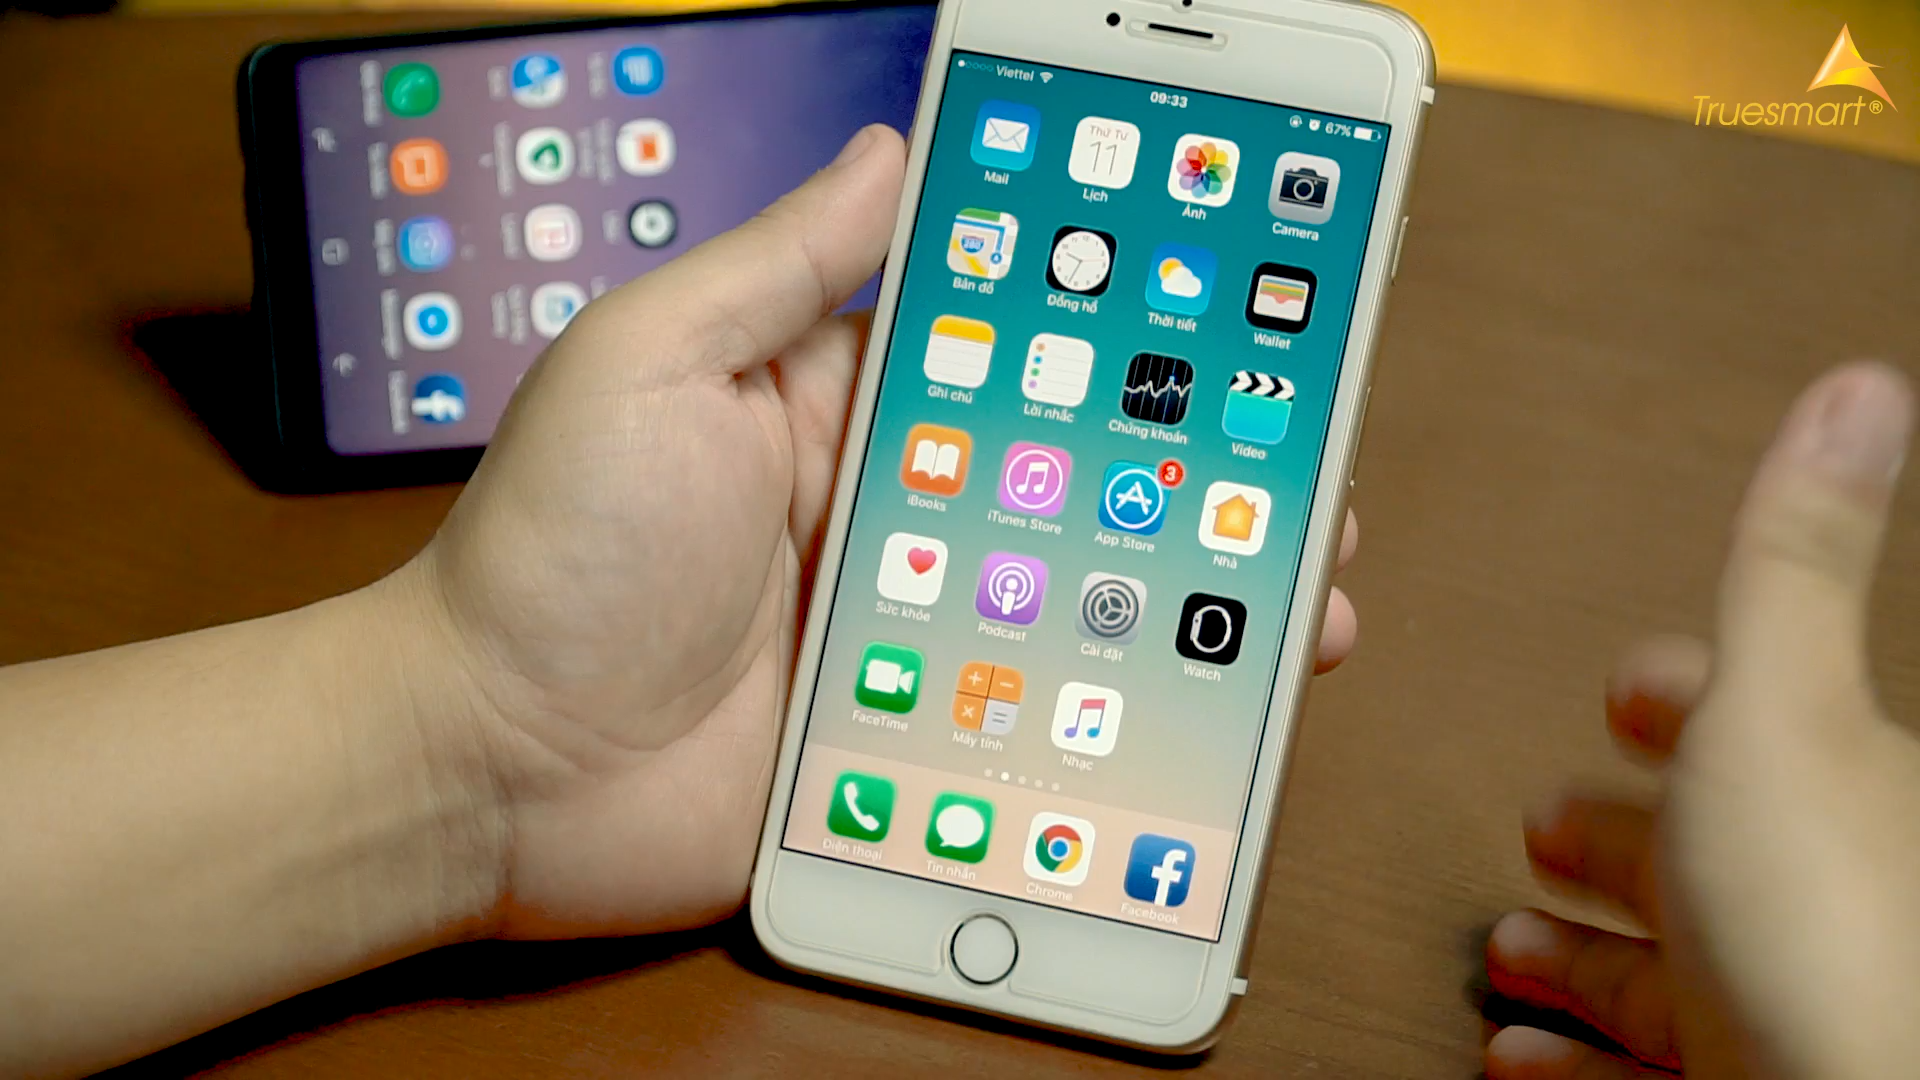 Truesmart®
Viettel
09:33
67%
Thứ Tư
11
Mail
Lịch
Ảnh
Camera
280
Bản đồ
Đồng hồ
Thời tiết
Wallet
Ghi chú
Lời nhắc
Chứng khoán
Video
iBooks
iTunes Store
3
App Store
Nhà
Sức khỏe
Podcast
Cài đặt
Watch
FaceTime
Máy tính
Nhạc
Điện thoại
Tin nhắn
Chrome
Facebook